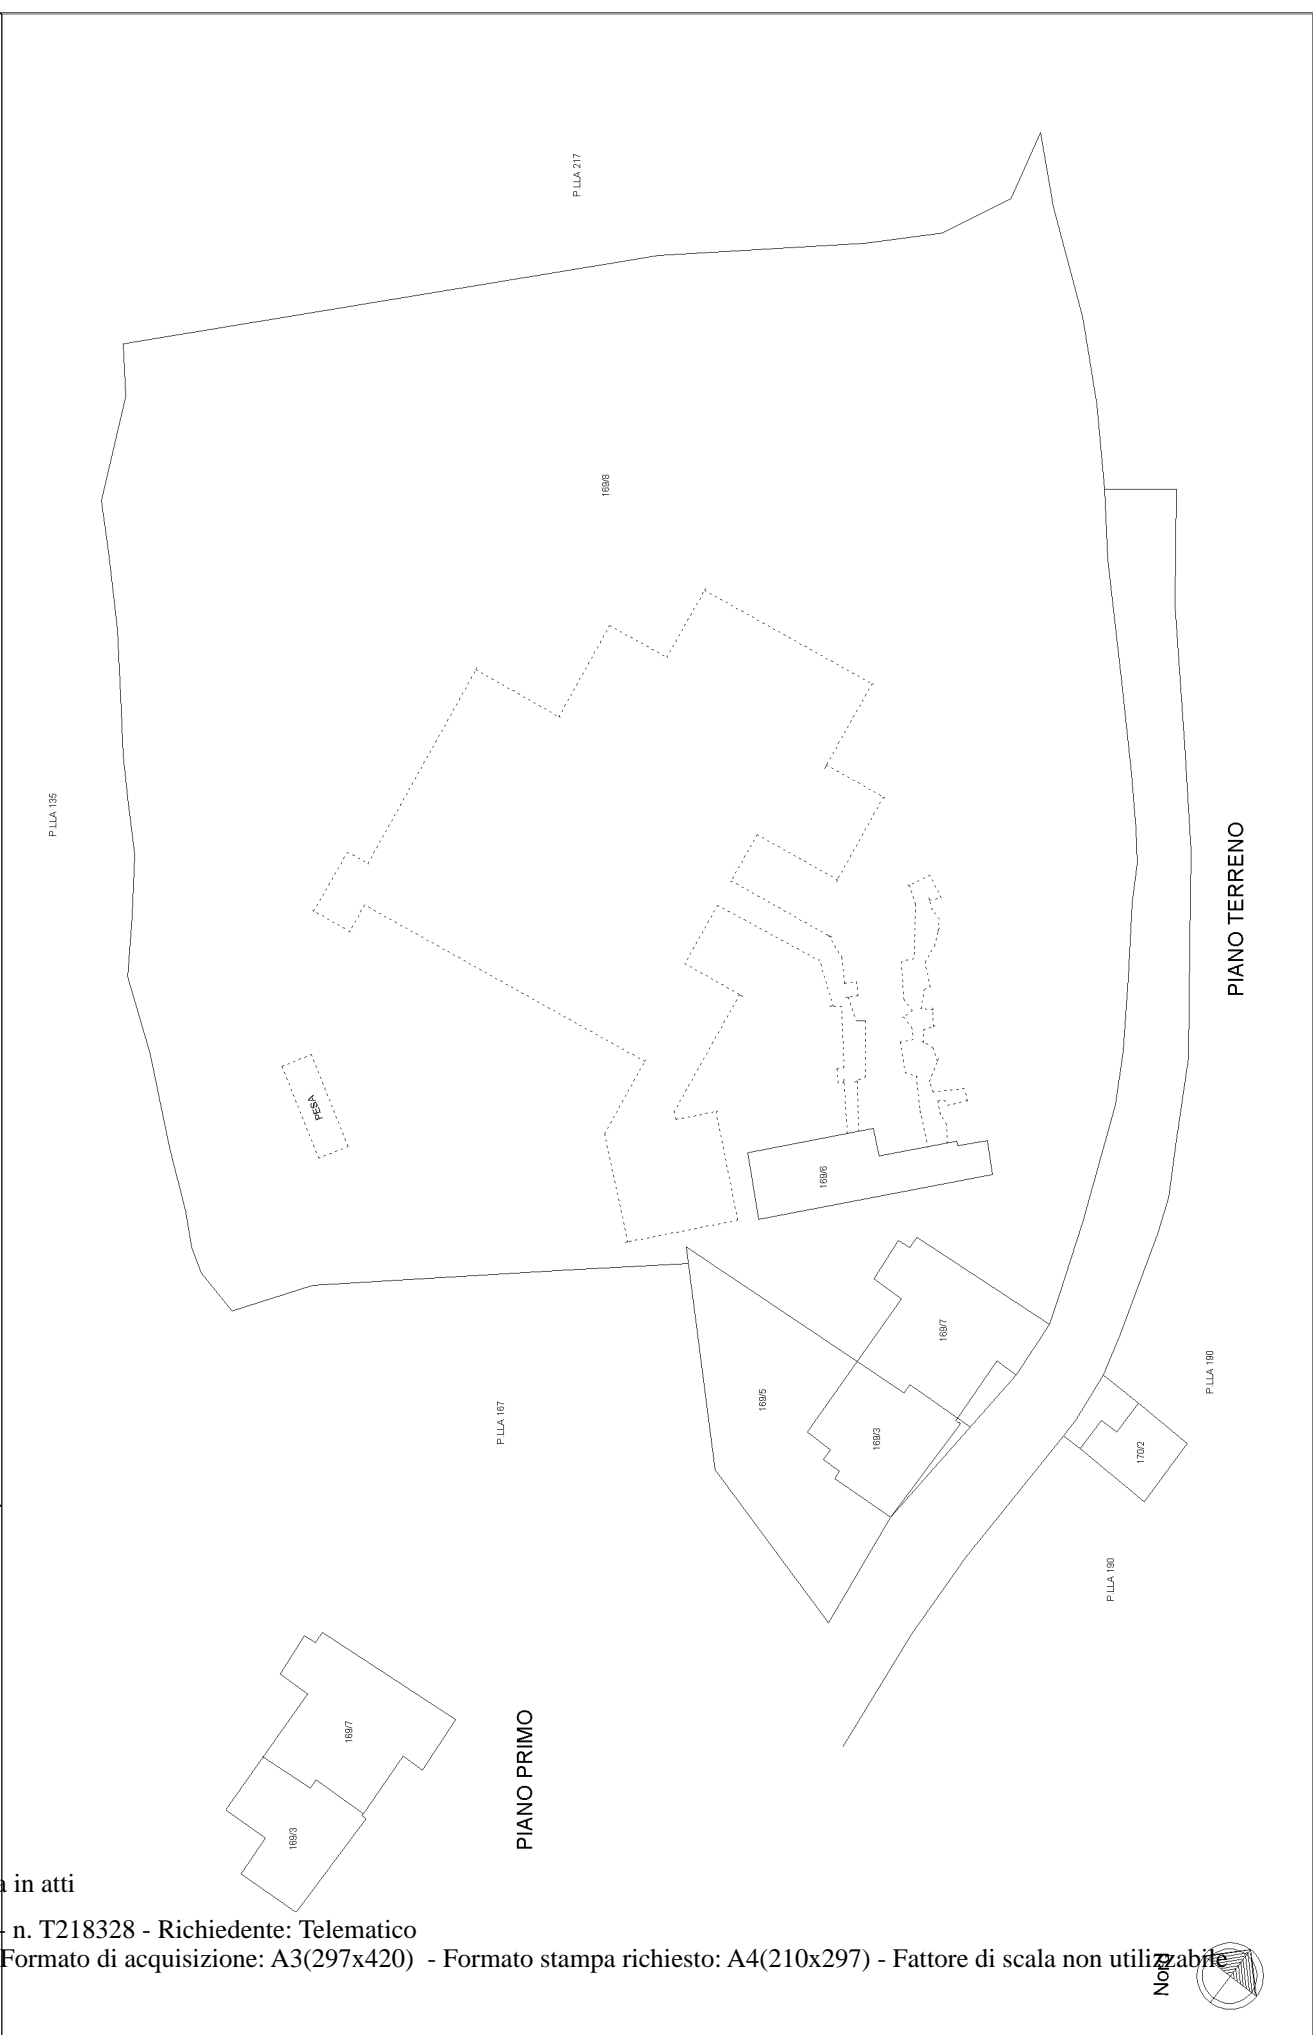 P.LLA 217
169/8
P.LLA 135
PIANO TERRENO
PESA
169/6
169/7
P.LLA 190
169/5
P.LLA 167
169/3
170/2
P.LLA 190
169/7
PIANO PRIMO
169/3
a in atti
- n. T218328 - Richiedente: Telematico
Formato di acquisizione: A3(297x420) - Formato stampa richiesto: A4(210x297) - Fattore di scala non utilizzabile
Nord